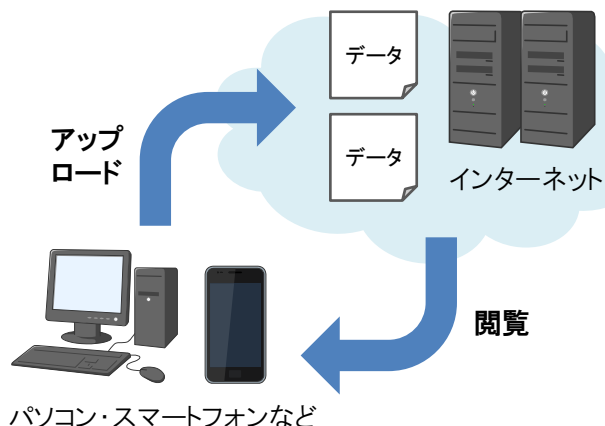 データ
アップ
ロード
データ
インターネット
閲覧
パソコン・スマートフォンなど